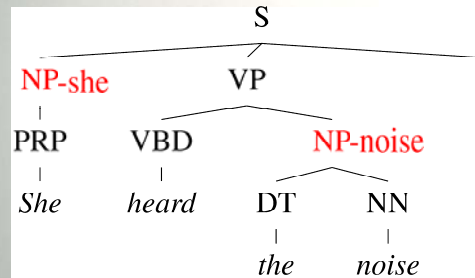 S
NP-she VP
PRP VBD NP-noise
She heard DT NN
the noise